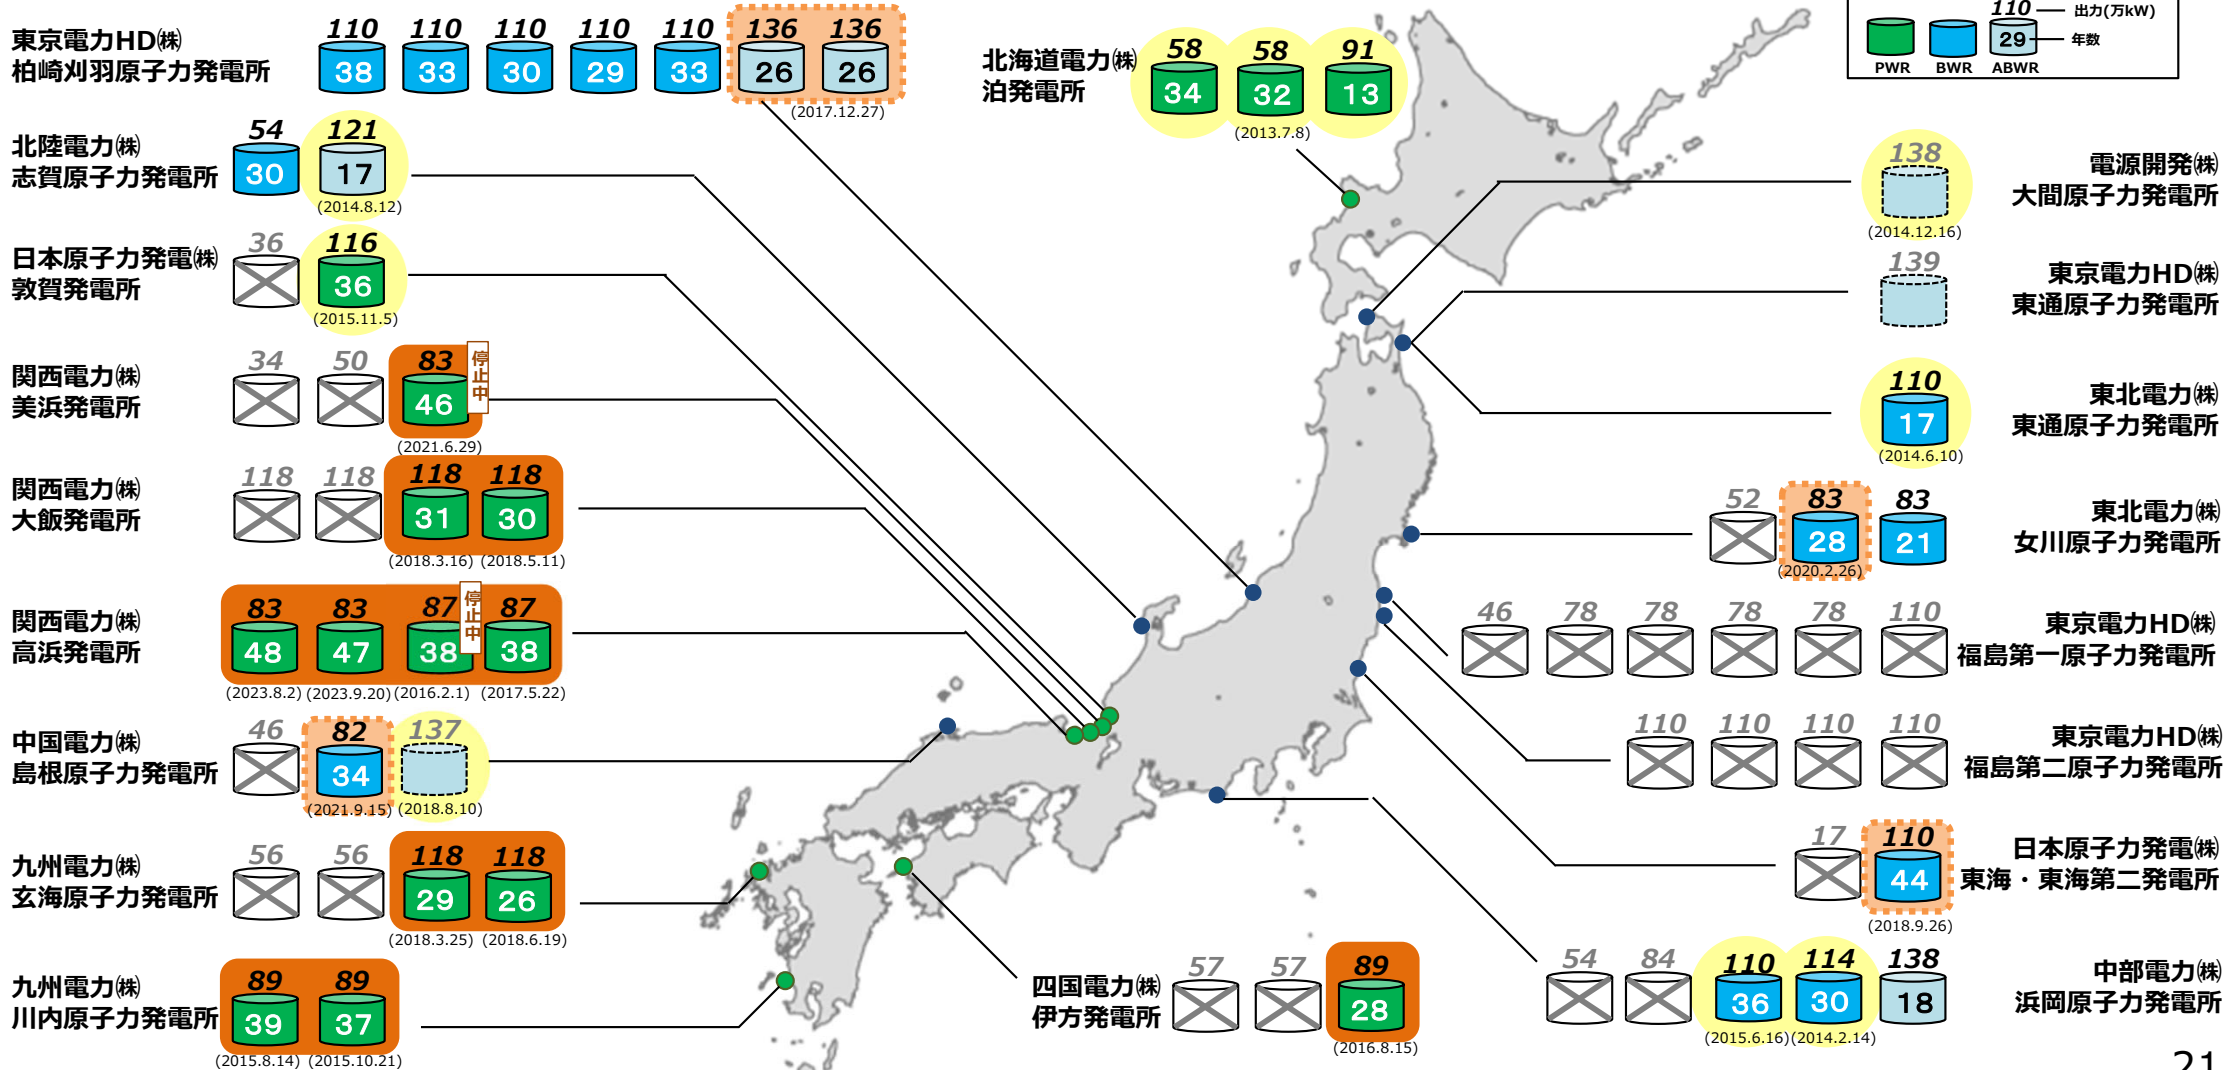 東京電力HD㈱
柏崎刈羽原子力発電所
110 110 110 110 110 136 136
38 33 30 29 33 26 26
(2017.12.27)
北陸電力㈱
志賀原子力発電所
54 121
30 17
(2014.8.12)
日本原子力発電㈱
敦賀発電所
36 116
36
(2015.11.5)
関西電力㈱
美浜発電所
34 50 83
46
停止中
(2021.6.29)
関西電力㈱
大飯発電所
118 118 118 118
31 30
(2018.3.16) (2018.5.11)
関西電力㈱
高浜発電所
83 83 87 87
48 47 38 38
停止中
(2023.8.2) (2023.9.20) (2016.2.1) (2017.5.22)
中国電力㈱
島根原子力発電所
46 82 137
34
(2021.9.15) (2018.8.10)
九州電力㈱
玄海原子力発電所
56 56 118 118
29 26
(2018.3.25) (2018.6.19)
九州電力㈱
川内原子力発電所
89 89
39 37
(2015.8.14) (2015.10.21)
北海道電力㈱
泊発電所
58 58 91
34 32 13
(2013.7.8)
四国電力㈱
伊方発電所
57 57 89
28
(2016.8.15)
110 出力(万kW)
29 年数
PWR BWR ABWR
138
電源開発㈱
大間原子力発電所
(2014.12.16)
139
東京電力HD㈱
東通原子力発電所
110
17
東北電力㈱
東通原子力発電所
(2014.6.10)
52 83 83
28 21
東北電力㈱
女川原子力発電所
(2020.2.26)
46 78 78 78 78 110
東京電力HD㈱
福島第一原子力発電所
110 110 110 110
東京電力HD㈱
福島第二原子力発電所
17 110
44
日本原子力発電㈱
東海・東海第二発電所
(2018.9.26)
54 84 110 114 138
36 30 18
中部電力㈱
浜岡原子力発電所
(2015.6.16) (2014.2.14)
21